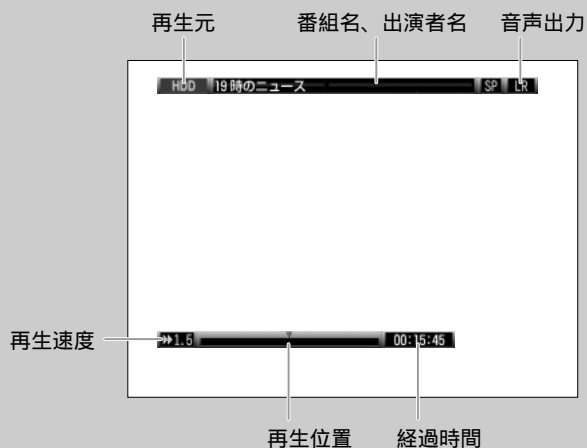 再生元 番組名、出演者名 音声出力
HDD 19時のニュース SP LR
再生速度 1.5 00:15:45
再生位置 経過時間